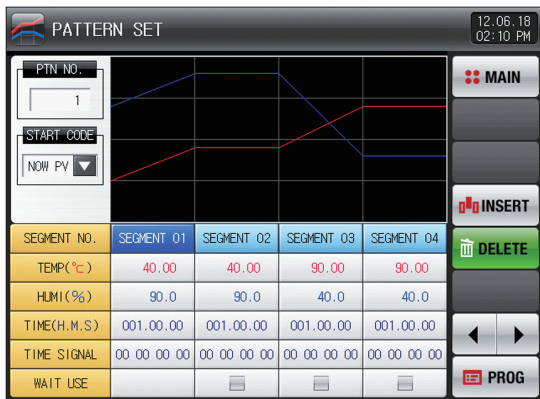 PATTERN SET
12.06.18
02:10 PM
PTN NO.
1
START CODE
NOW PV
MAIN
INSERT
DELETE
PROG
SEGMENT NO. SEGMENT 01 SEGMENT 02 SEGMENT 03 SEGMENT 04
TEMP(℃) 40.00 40.00 90.00 90.00
HUMI(%) 90.0 90.0 40.0 40.0
TIME(H.M.S) 001.00.00 001.00.00 001.00.00 001.00.00
TIME SIGNAL 00 00 00 00 00 00 00 00 00 00 00 00 00 00 00 00
WAIT USE